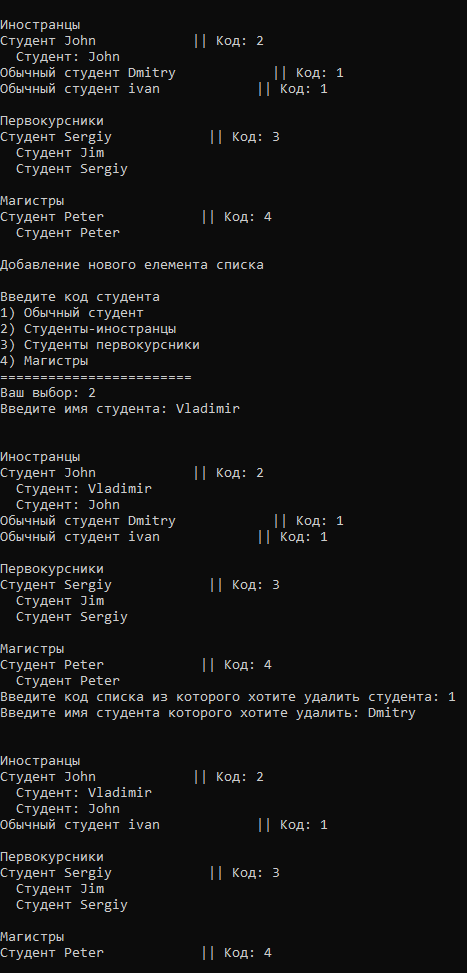 Иностранцы
Студент John || Код: 2
Студент: John
Обычный студент Dmitry || Код: 1
Обычный студент ivan || Код: 1
Первокурсники
Студент Sergiy || Код: 3
Студент Jim
Студент Sergiy
Магистры
Студент Peter || Код: 4
Студент Peter
Добавление нового елемента списка
Введите код студента
1) Обычный студент
2) Студенты-иностранцы
3) Студенты первокурсники
4) Магистры
========================
Ваш выбор: 2
Введите имя студента: Vladimir
Иностранцы
Студент John || Код: 2
Студент: Vladimir
Студент: John
Обычный студент Dmitry || Код: 1
Обычный студент ivan || Код: 1
Первокурсники
Студент Sergiy || Код: 3
Студент Jim
Студент Sergiy
Магистры
Студент Peter || Код: 4
Студент Peter
Введите код списка из которого хотите удалить студента: 1
Введите имя студента которого хотите удалить: Dmitry
Иностранцы
Студент John || Код: 2
Студент: Vladimir
Студент: John
Обычный студент ivan || Код: 1
Первокурсники
Студент Sergiy || Код: 3
Студент Jim
Студент Sergiy
Магистры
Студент Peter || Код: 4